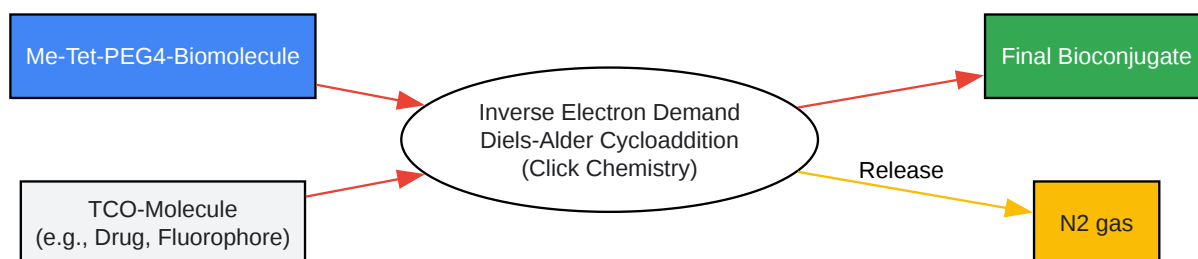 Me-Tet-PEG4-Biomolecule
TCO-Molecule
(e.g., Drug, Fluorophore)
Inverse Electron Demand
Diels-Alder Cycloaddition
(Click Chemistry)
Final Bioconjugate
Release
N2 gas